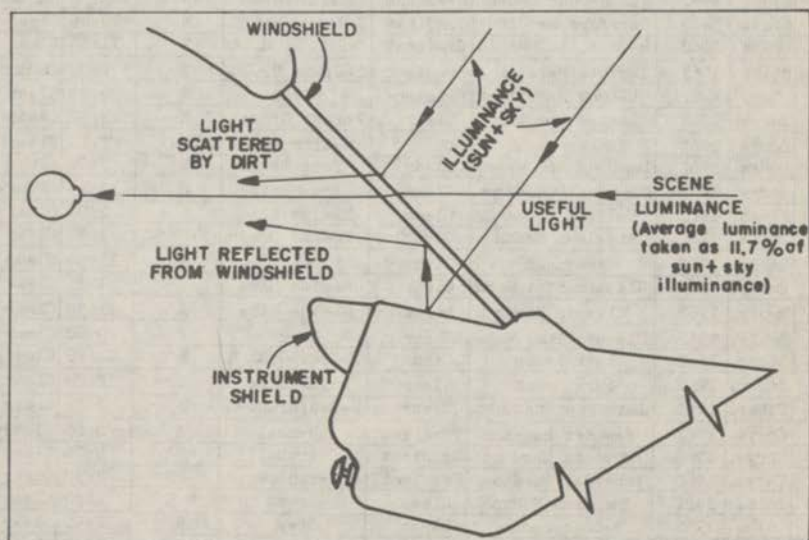 WINDSHIELD
LIGHT
SCATTERED
BY DIRT
ILLUMINANCE
(SUN+SKY)
SCENE
LUMINANCE
(Average luminance
taken as 11,7% of
sun+sky
illuminance)
USEFUL
LIGHT
LIGHT REFLECTED
FROM WINDSHIELD
INSTRUMENT
SHIELD